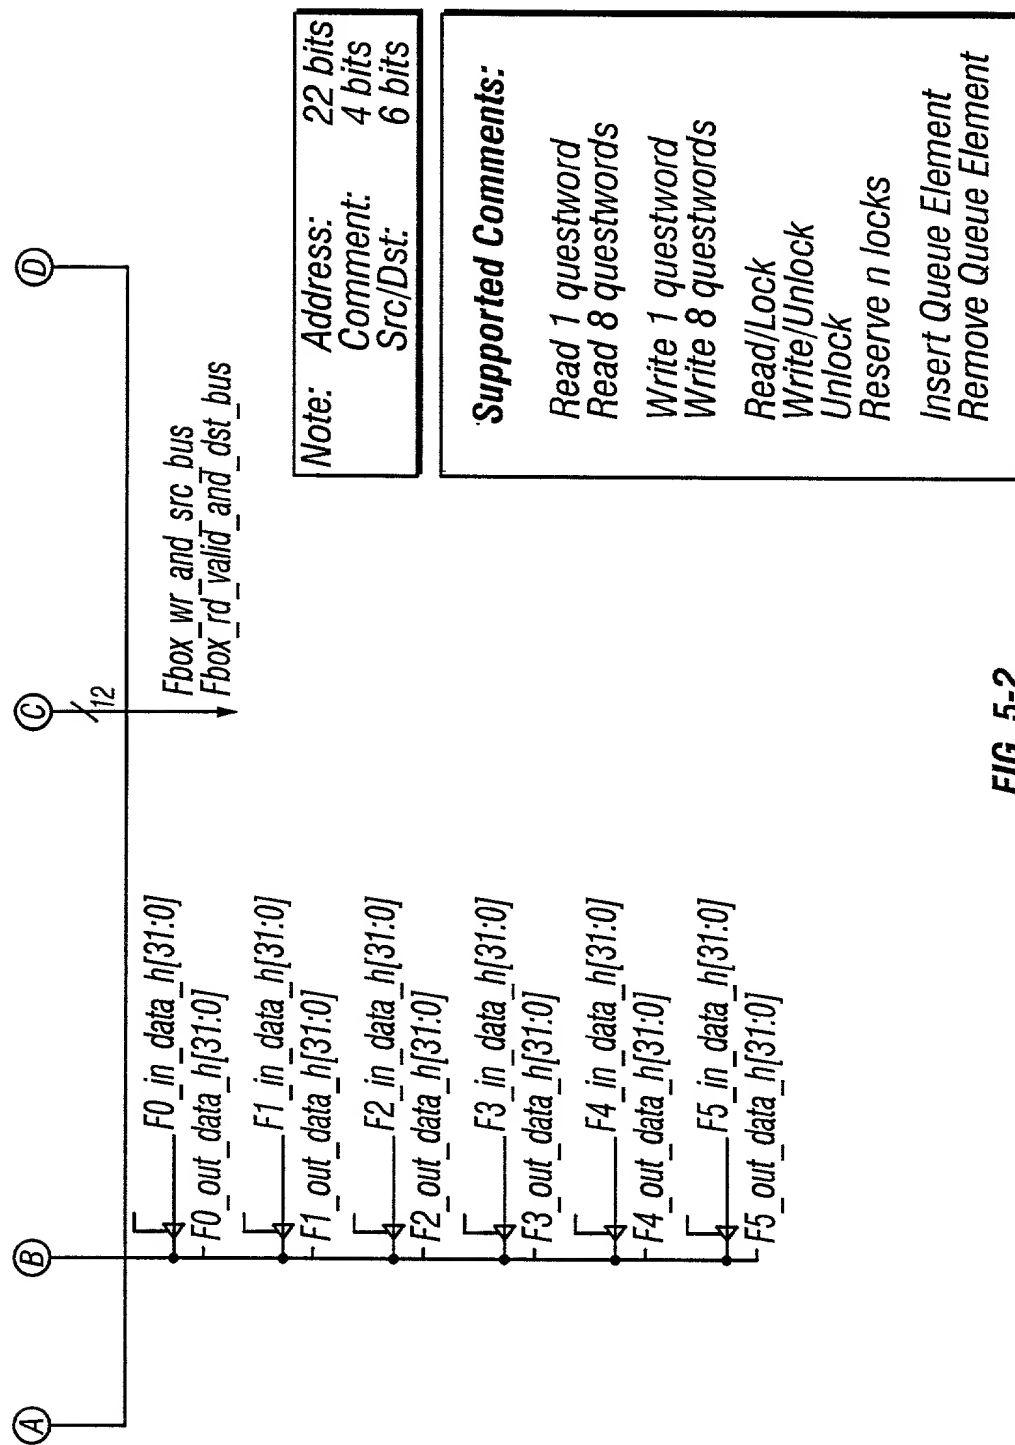 A
B
C
D
12
Fbox_wr_and_src_bus
Fbox_rd_valid_and_dst_bus
F0_in_data_h[31:0]
F0_out_data_h[31:0]
F1_in_data_h[31:0]
F1_out_data_h[31:0]
F2_in_data_h[31:0]
F2_out_data_h[31:0]
F3_in_data_h[31:0]
F3_out_data_h[31:0]
F4_in_data_h[31:0]
F4_out_data_h[31:0]
F5_in_data_h[31:0]
F5_out_data_h[31:0]
Note: Address: 22 bits
Comment: 4 bits
Src/Dst: 6 bits
Supported Comments:
Read 1 questword
Read 8 questwords
Write 1 questword
Write 8 questwords
Read/Lock
Write/Unlock
Unlock
Reserve n locks
Insert Queue Element
Remove Queue Element
FIG. 5-2